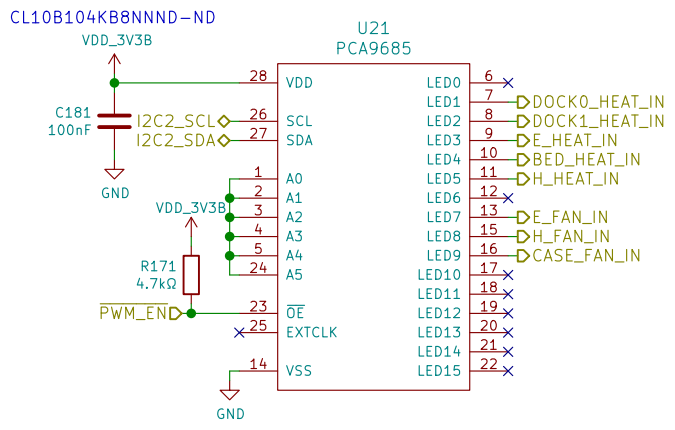 CL10B104KB8NNND-ND
VDD_3V3B
U21
PCA9685
28 VDD
LED0 6
LED1 7 DOCK0_HEAT_IN
C181
100nF
I2C2_SCL 26 SCL
LED2 8 DOCK1_HEAT_IN
I2C2_SDA 27 SDA
LED3 9 E_HEAT_IN
LED4 10 BED_HEAT_IN
GND
1 A0
LED5 11 H_HEAT_IN
2 A1
LED6 12
VDD_3V3B
3 A2
LED7 13 E_FAN_IN
4 A3
LED8 15 H_FAN_IN
5 A4
LED9 16 CASE_FAN_IN
R171
4.7kΩ
24 A5
LED10 17
LED11 18
PWM_EN 23 OE
LED12 19
25 EXTCLK
LED13 20
LED14 21
14 VSS
LED15 22
GND